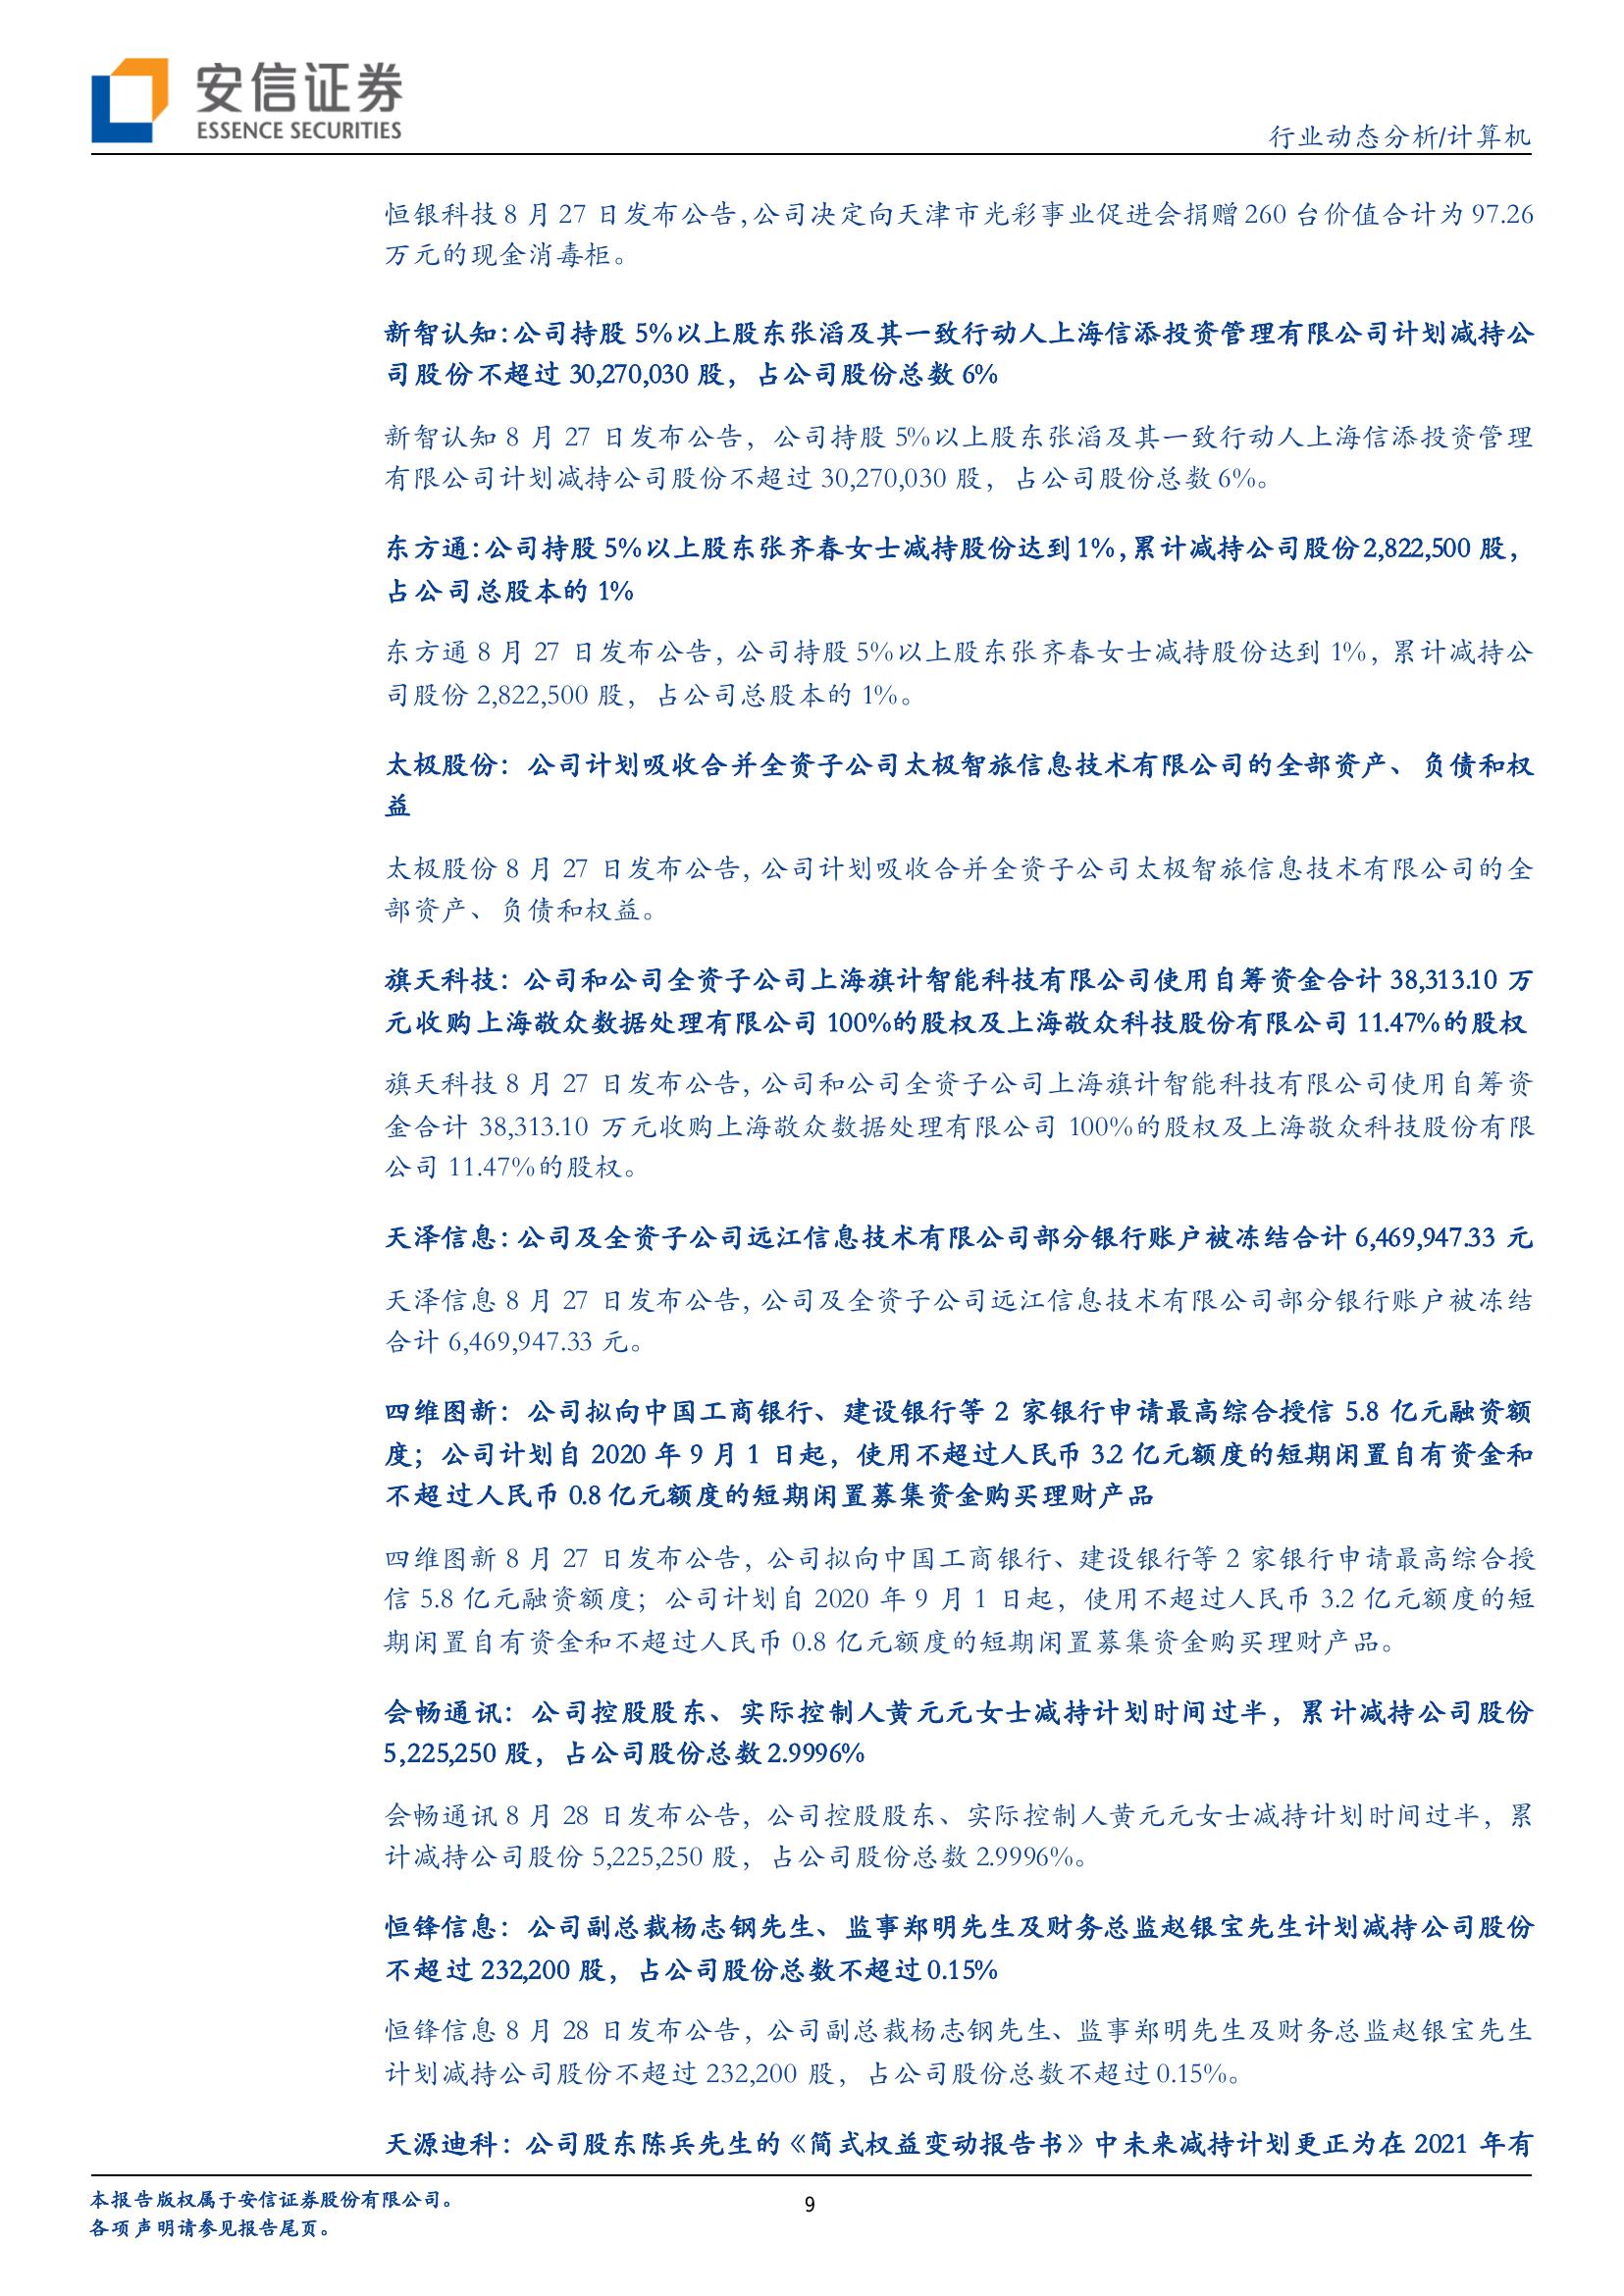 安信证券
ESSENCE SECURITIES
行业动态分析/计算机
恒银科技 8 月 27 日发布公告，公司决定向天津市光彩事业促进会捐赠 260 台价值合计为 97.26
万元的现金消毒柜。
新智认知：公司持股 5%以上股东张滔及其一致行动人上海信添投资管理有限公司计划减持公
司股份不超过 30,270,030 股，占公司股份总数 6%
新智认知 8 月 27 日发布公告，公司持股 5%以上股东张滔及其一致行动人上海信添投资管理
有限公司计划减持公司股份不超过 30,270,030 股，占公司股份总数 6%。
东方通：公司持股 5%以上股东张齐春女士减持股份达到 1%，累计减持公司股份 2,822,500 股，
占公司总股本的 1%
东方通 8 月 27 日发布公告，公司持股 5%以上股东张齐春女士减持股份达到 1%，累计减持公
司股份 2,822,500 股，占公司总股本的 1%。
太极股份：公司计划吸收合并全资子公司太极智旅信息技术有限公司的全部资产、负债和权
益
太极股份 8 月 27 日发布公告，公司计划吸收合并全资子公司太极智旅信息技术有限公司的全
部资产、负债和权益。
旗天科技：公司和公司全资子公司上海旗计智能科技有限公司使用自筹资金合计 38,313.10 万
元收购上海敬众数据处理有限公司 100%的股权及上海敬众科技股份有限公司 11.47%的股权
旗天科技 8 月 27 日发布公告，公司和公司全资子公司上海旗计智能科技有限公司使用自筹资
金合计 38,313.10 万元收购上海敬众数据处理有限公司 100%的股权及上海敬众科技股份有限
公司 11.47%的股权。
天泽信息：公司及全资子公司远江信息技术有限公司部分银行账户被冻结合计 6,469,947.33 元
天泽信息 8 月 27 日发布公告，公司及全资子公司远江信息技术有限公司部分银行账户被冻结
合计 6,469,947.33 元。
四维图新：公司拟向中国工商银行、建设银行等 2 家银行申请最高综合授信 5.8 亿元融资额
度；公司计划自 2020 年 9 月 1 日起，使用不超过人民币 3.2 亿元额度的短期闲置自有资金和
不超过人民币 0.8 亿元额度的短期闲置募集资金购买理财产品
四维图新 8 月 27 日发布公告，公司拟向中国工商银行、建设银行等 2 家银行申请最高综合授
信 5.8 亿元融资额度；公司计划自 2020 年 9 月 1 日起，使用不超过人民币 3.2 亿元额度的短
期闲置自有资金和不超过人民币 0.8 亿元额度的短期闲置募集资金购买理财产品。
会畅通讯：公司控股股东、实际控制人黄元元女士减持计划时间过半，累计减持公司股份
5,225,250 股，占公司股份总数 2.9996%
会畅通讯 8 月 28 日发布公告，公司控股股东、实际控制人黄元元女士减持计划时间过半，累
计减持公司股份 5,225,250 股，占公司股份总数 2.9996%。
恒锋信息：公司副总裁杨志钢先生、监事郑明先生及财务总监赵银宝先生计划减持公司股份
不超过 232,200 股，占公司股份总数不超过 0.15%
恒锋信息 8 月 28 日发布公告，公司副总裁杨志钢先生、监事郑明先生及财务总监赵银宝先生
计划减持公司股份不超过 232,200 股，占公司股份总数不超过 0.15%。
天源迪科：公司股东陈兵先生的《简式权益变动报告书》中未来减持计划更正为在 2021 年有
本报告版权属于安信证券股份有限公司。
各项声明请参见报告尾页。
9